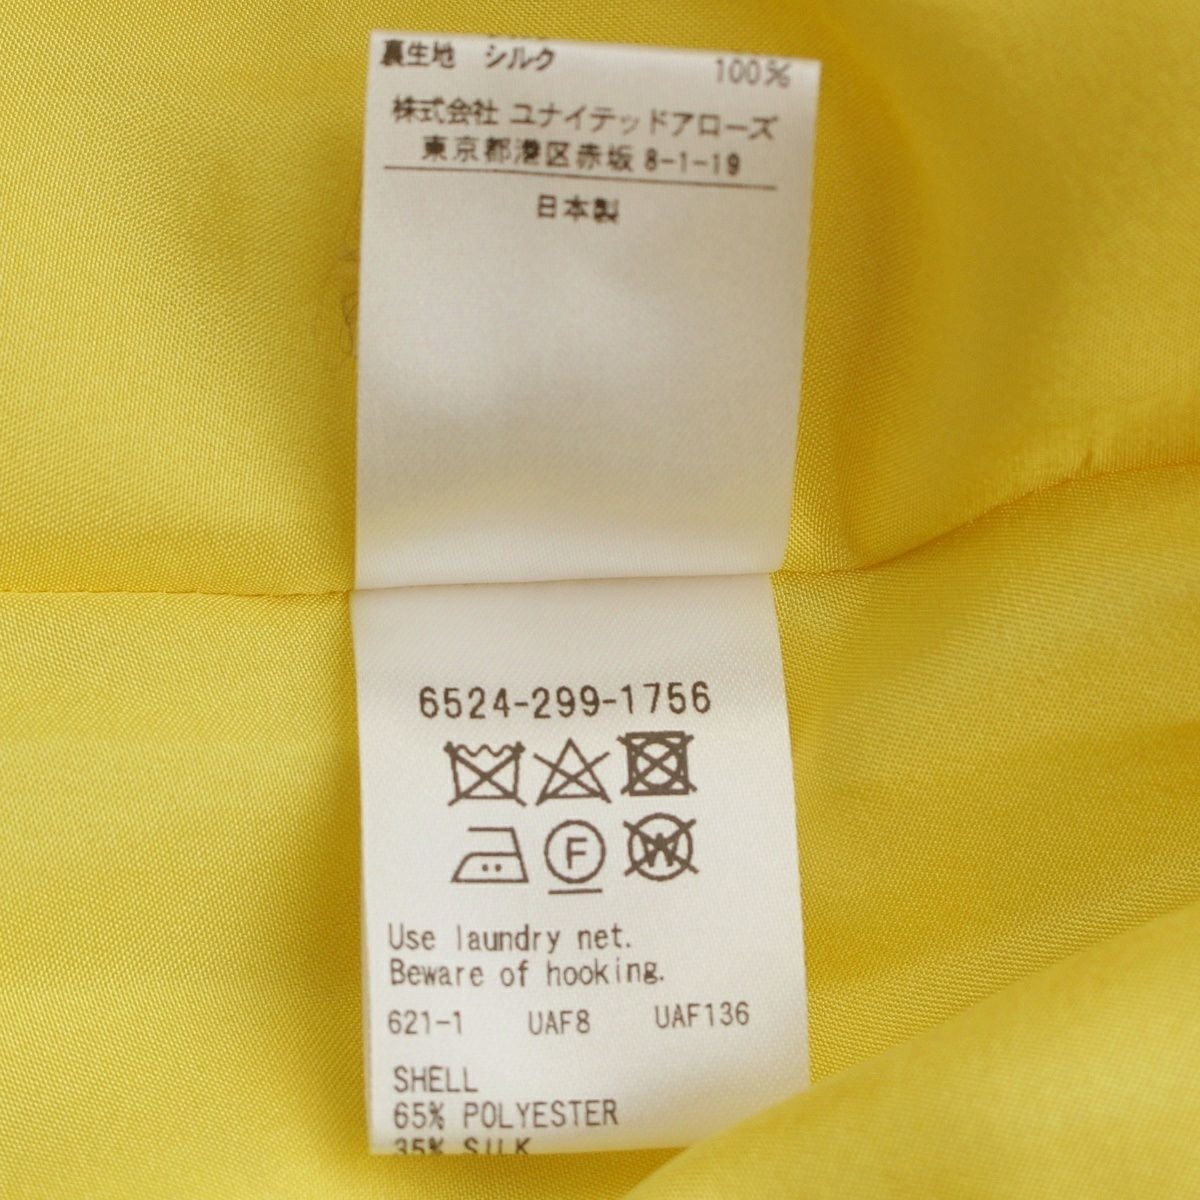 裏生地 シルク 100%
株式会社 ユナイテッドアローズ
東京都港区赤坂 8-1-19
日本製
6524-299-1756
F W
Use laundry net.
Beware of hooking.
621-1 UAF8 UAF136
SHELL
65% POLYESTER
35% SILK